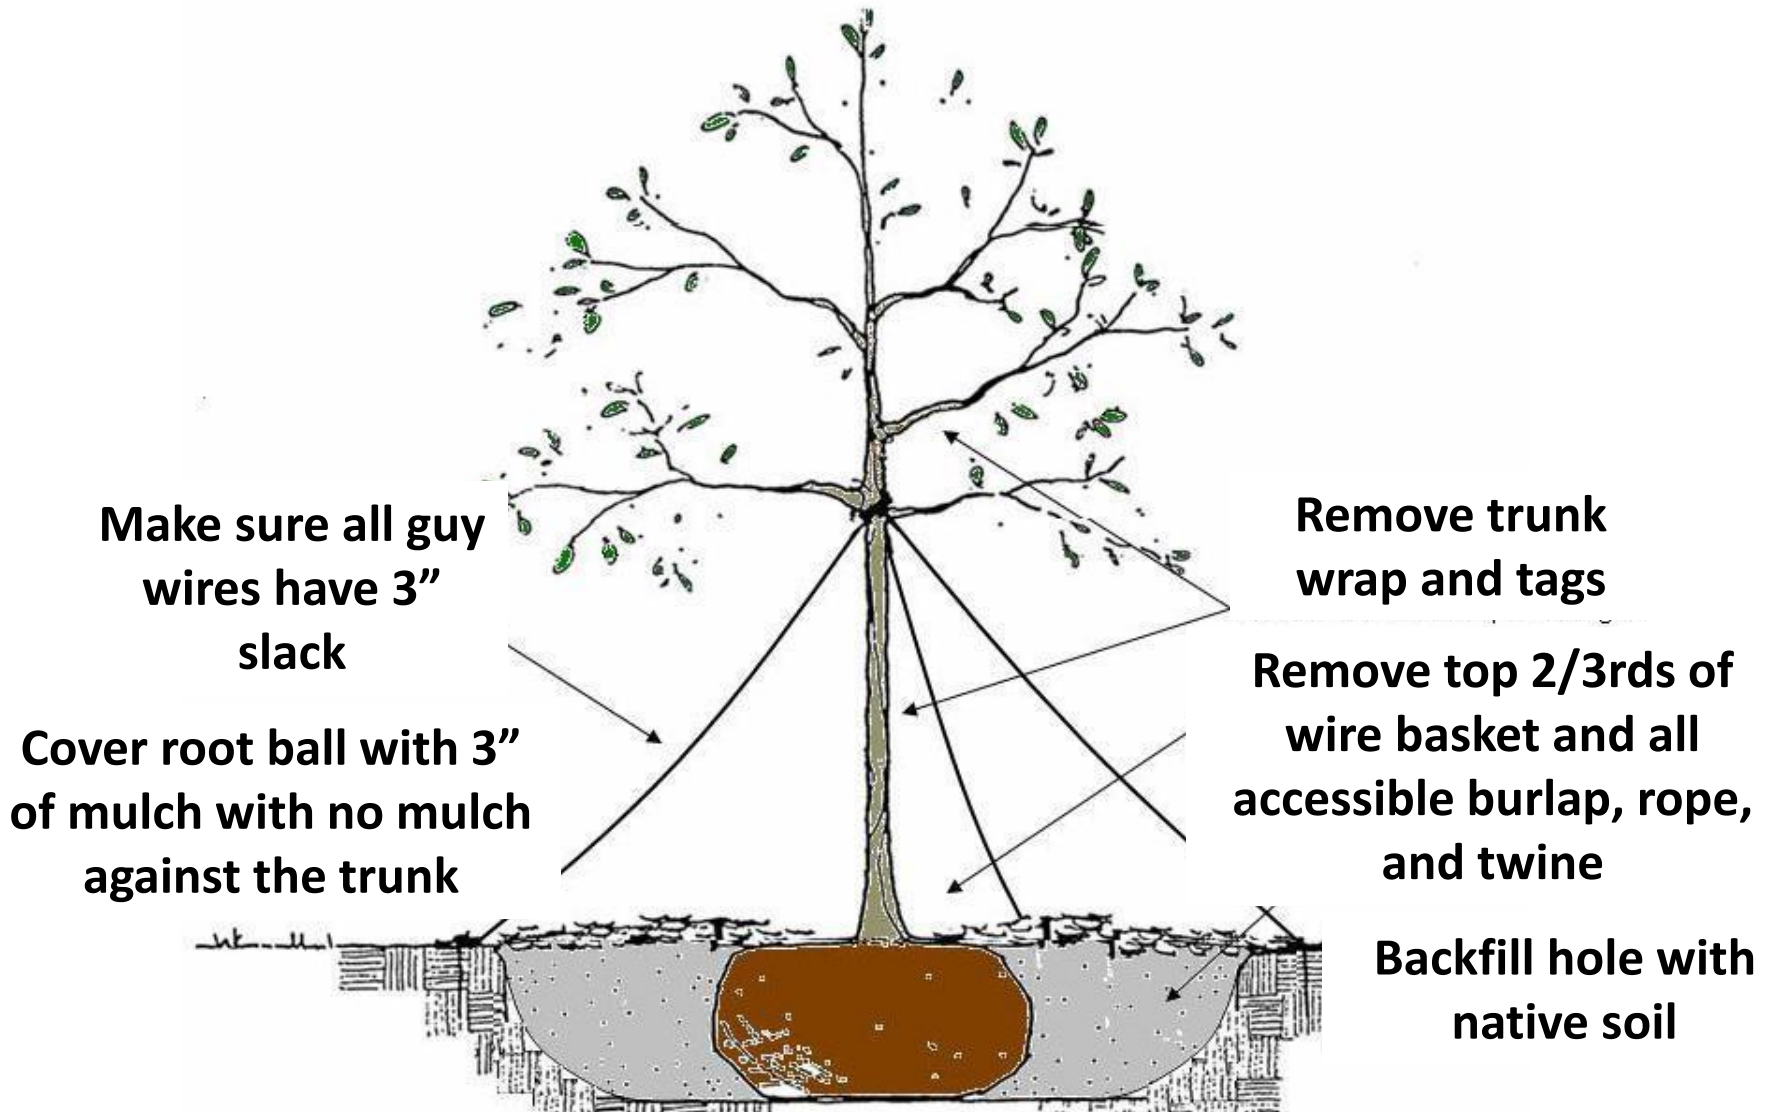 Make sure all guy
wires have 3”
slack
Cover root ball with 3”
of mulch with no mulch
against the trunk
Remove trunk
wrap and tags
Remove top 2/3rds of
wire basket and all
accessible burlap, rope,
and twine
Backfill hole with
native soil